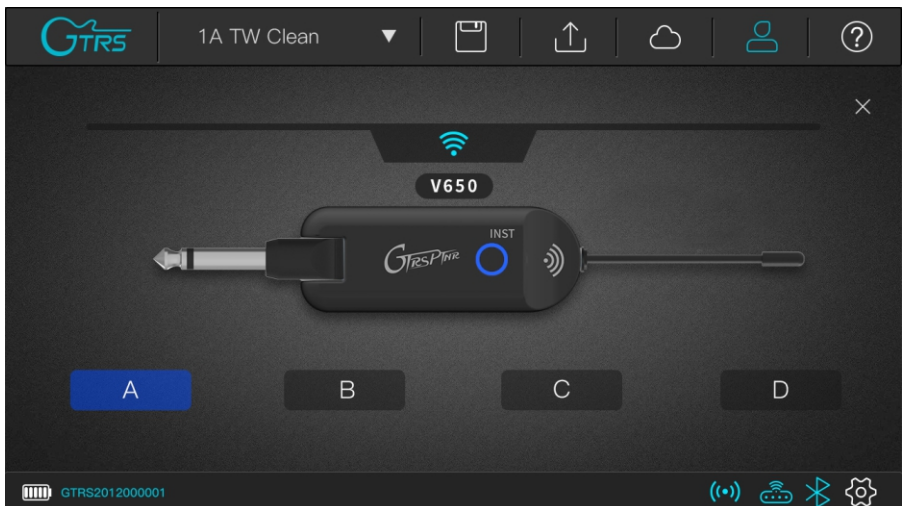 GTRS
1A TW Clean
V650
INST
GTRSPTNR
A
B
C
D
GTRS2012000001